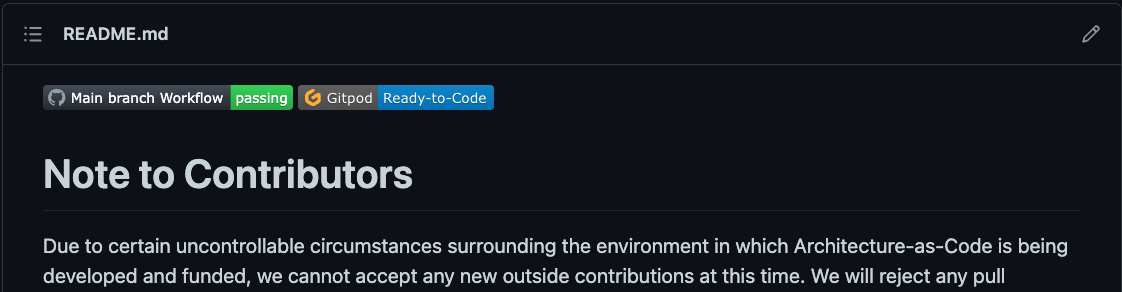 README.md
Main branch Workflow passing Gitpod Ready-to-Code
Note to Contributors
Due to certain uncontrollable circumstances surrounding the environment in which Architecture-as-Code is being
developed and funded, we cannot accept any new outside contributions at this time. We will reject any pull